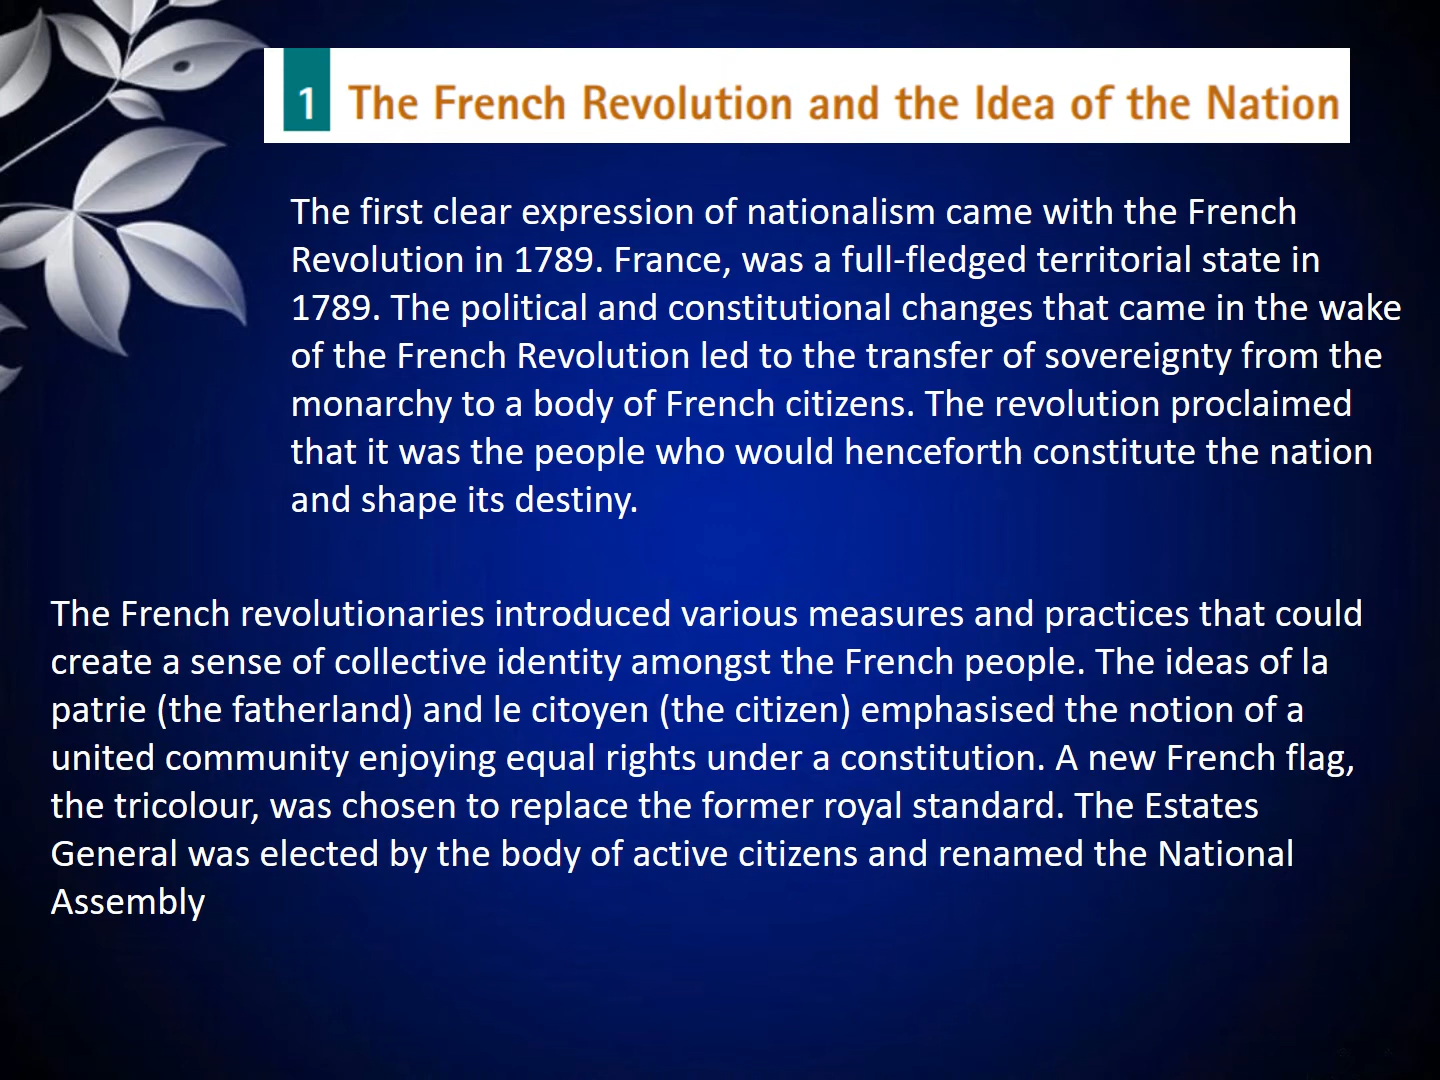 1 The French Revolution and the Idea of the Nation
The first clear expression of nationalism came with the French
Revolution in 1789. France, was a full-fledged territorial state in
1789. The political and constitutional changes that came in the wake
of the French Revolution led to the transfer of sovereignty from the
monarchy to a body of French citizens. The revolution proclaimed
that it was the people who would henceforth constitute the nation
and shape its destiny.
The French revolutionaries introduced various measures and practices that could
create a sense of collective identity amongst the French people. The ideas of la
patrie (the fatherland) and le citoyen (the citizen) emphasised the notion of a
united community enjoying equal rights under a constitution. A new French flag,
the tricolour, was chosen to replace the former royal standard. The Estates
General was elected by the body of active citizens and renamed the National
Assembly